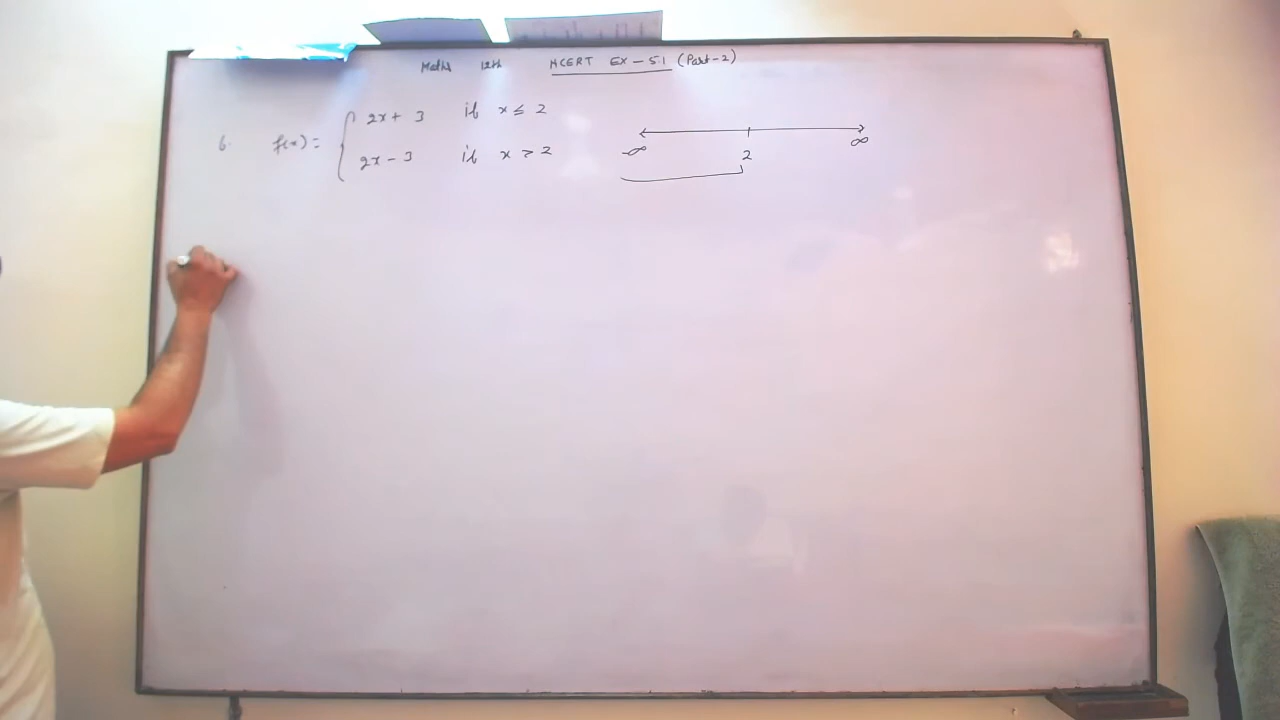 Maths 12th NCERT EX - 5.1 (Part-2)
6. f(x) = { 2x + 3 if x ≤ 2
2x - 3 if x > 2
-∞ 2 ∞